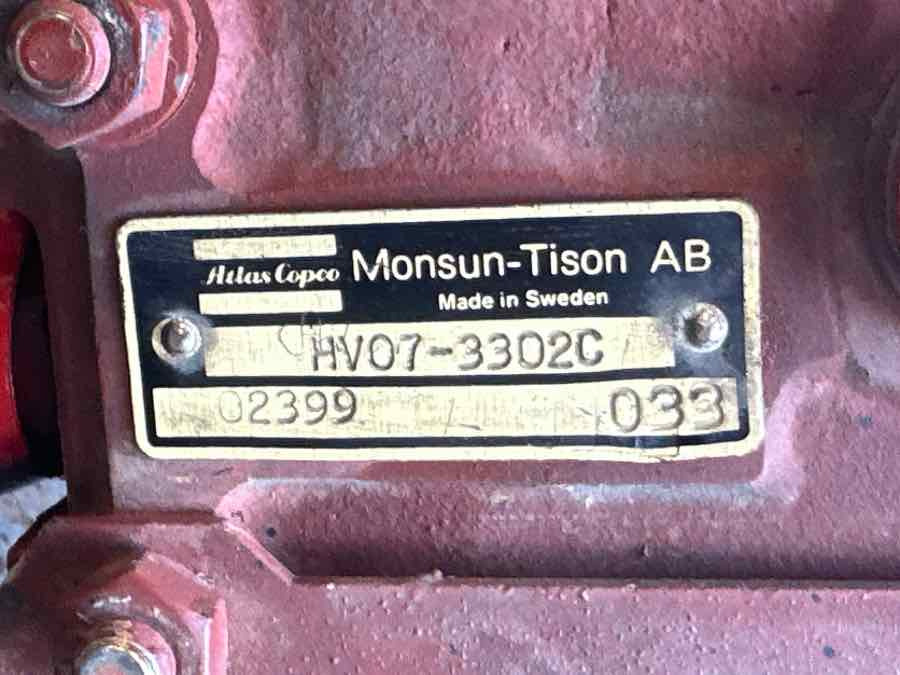 Atlas Copco Monsun-Tison AB
Made in Sweden
HV07-3302C
02399 033